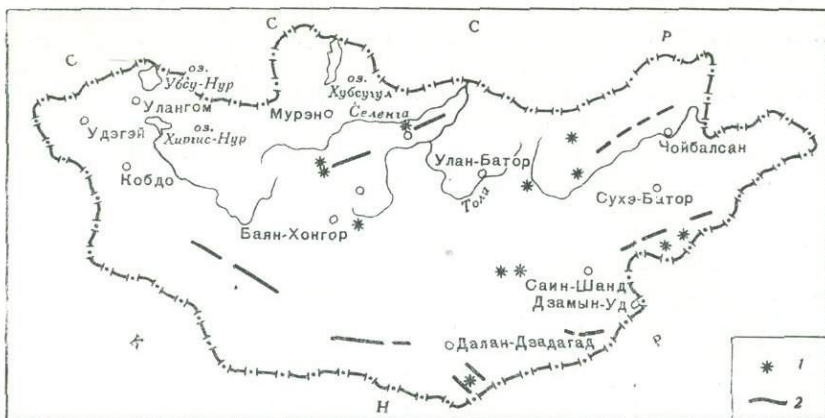 С С С Р
оз.
Убсу-Нур
оз.
Хубсугул
Улангом
Мурэн
Селенга
Удэгэй
оз.
Хиргис-Нур
Чойбалсан
Улан-Батор
Кобдо
Тола
Сухэ-Батор
Баян-Хонгор
Саин-Шанд
Дзамын-Уд
К Н Р
Далан-Дзадагад
1
2